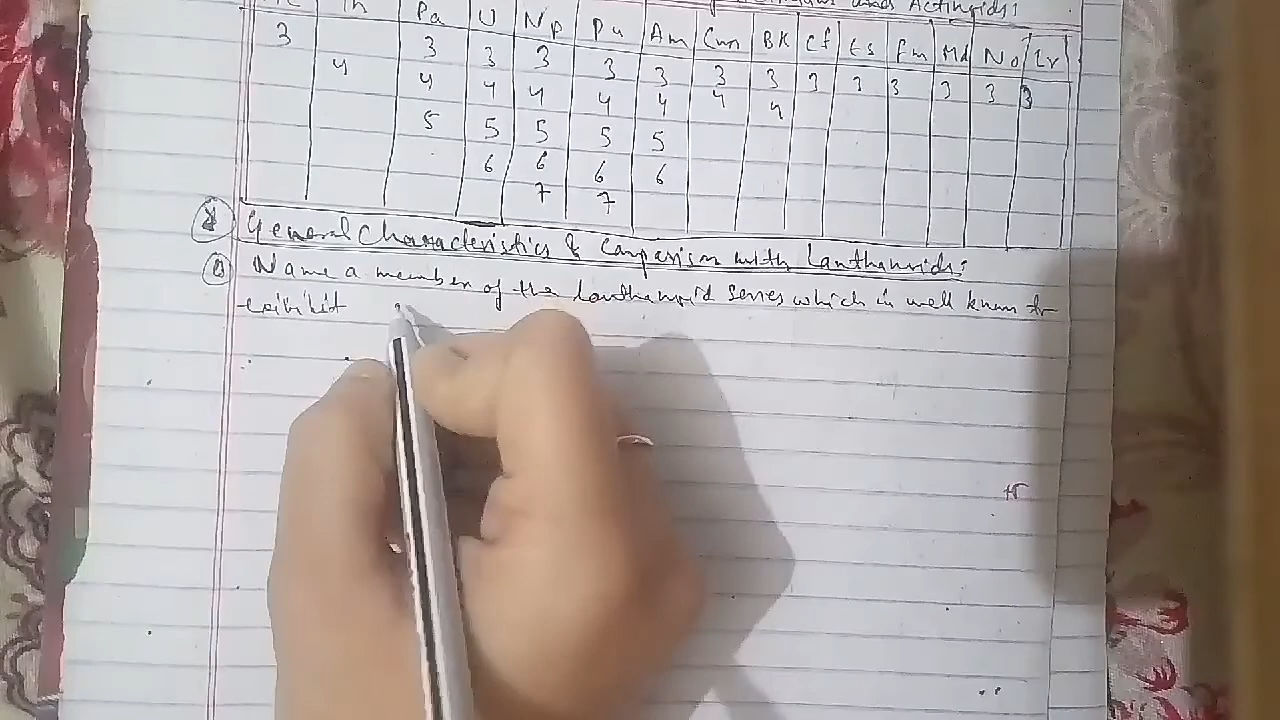 and Actinoids:
Th Pa U Np Pu Am Cm BK Cf Es Fm Md No Lr
3 3 3 3 3 3 3 3 3 3 3 3 3 3
4 4 4 4 4 4 4 4
5 5 5 5 5
6 6 6 6
7 7
General Characteristics & Comparison with Lanthanoids:
Name a member of the Lanthanoid series which is well known to
exihibit